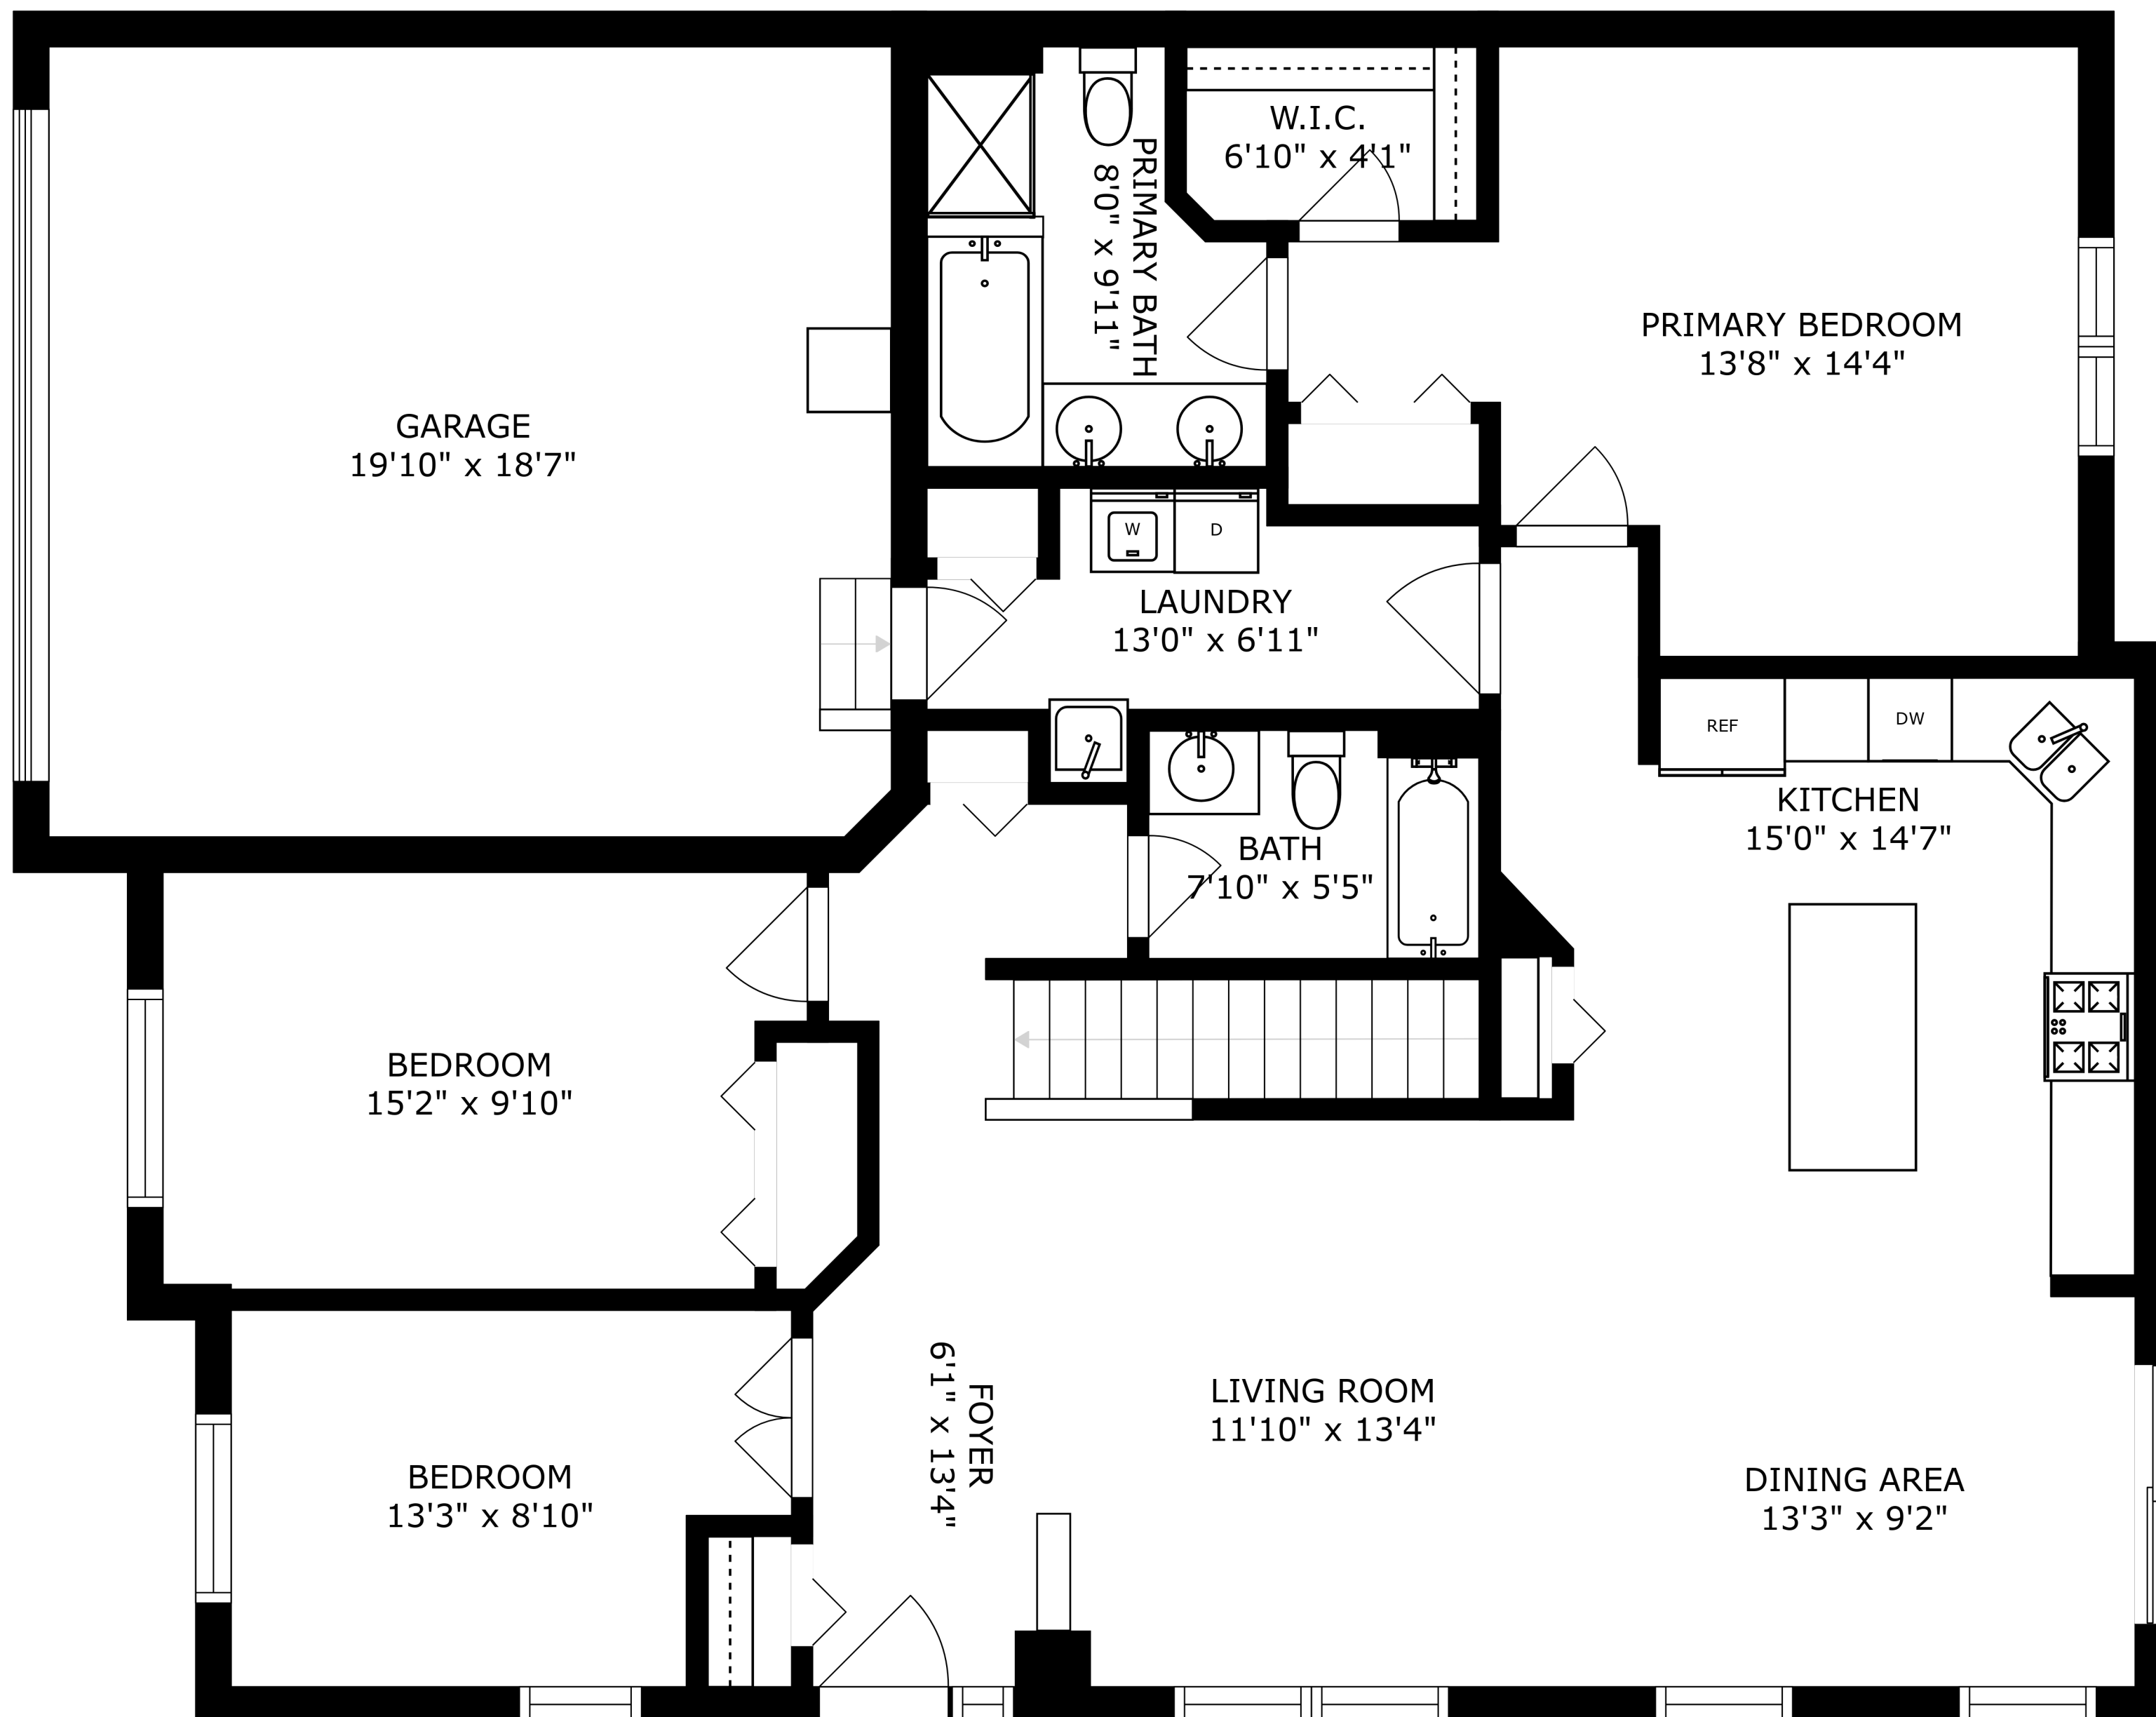 W.I.C.
6'10" x 4'1"
PRIMARY BATH
8'0" x 9'11"
PRIMARY BEDROOM
13'8" x 14'4"
GARAGE
19'10" x 18'7"
W
D
LAUNDRY
13'0" x 6'11"
REF
DW
KITCHEN
15'0" x 14'7"
BATH
7'10" x 5'5"
BEDROOM
15'2" x 9'10"
FOYER
6'1" x 13'4"
LIVING ROOM
11'10" x 13'4"
BEDROOM
13'3" x 8'10"
DINING AREA
13'3" x 9'2"